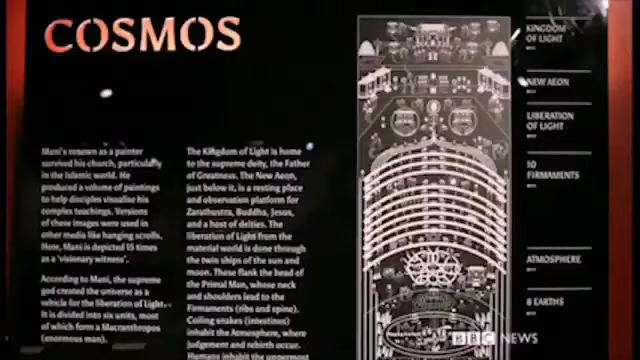 COSMOS
Mani's renown as a painter
survived his church, particularly
in the Islamic world. He
produced a volume of paintings
to help disciples visualise his
complex teachings. Versions
of these images were used in
other media like hanging scrolls.
Here, Mani is depicted 15 times
as a 'visionary witness'.
According to Mani, the supreme
god created the universe as a
vehicle for the liberation of Light.
It is divided into six units, most
of which form a Macranthropos
(enormous man).
The Kingdom of Light is home
to the supreme deity, the Father
of Greatness. The New Aeon,
just below it, is a resting place
and observation platform for
Zarathustra, Buddha, Jesus,
and a host of deities. The
liberation of Light from the
material world is done through
the twin ships of the sun and
moon. These flank the head of
the Primal Man, whose neck
and shoulders lead to the
Firmaments (ribs and spine).
Coiling snakes (intestines)
inhabit the Atmosphere,
where judgement
and rebirth occur.
Humans inhabit the uppermost
KINGDOM
OF LIGHT
NEW AEON
LIBERATION
OF LIGHT
10
FIRMAMENTS
ATMOSPHERE
8 EARTHS
BBC NEWS